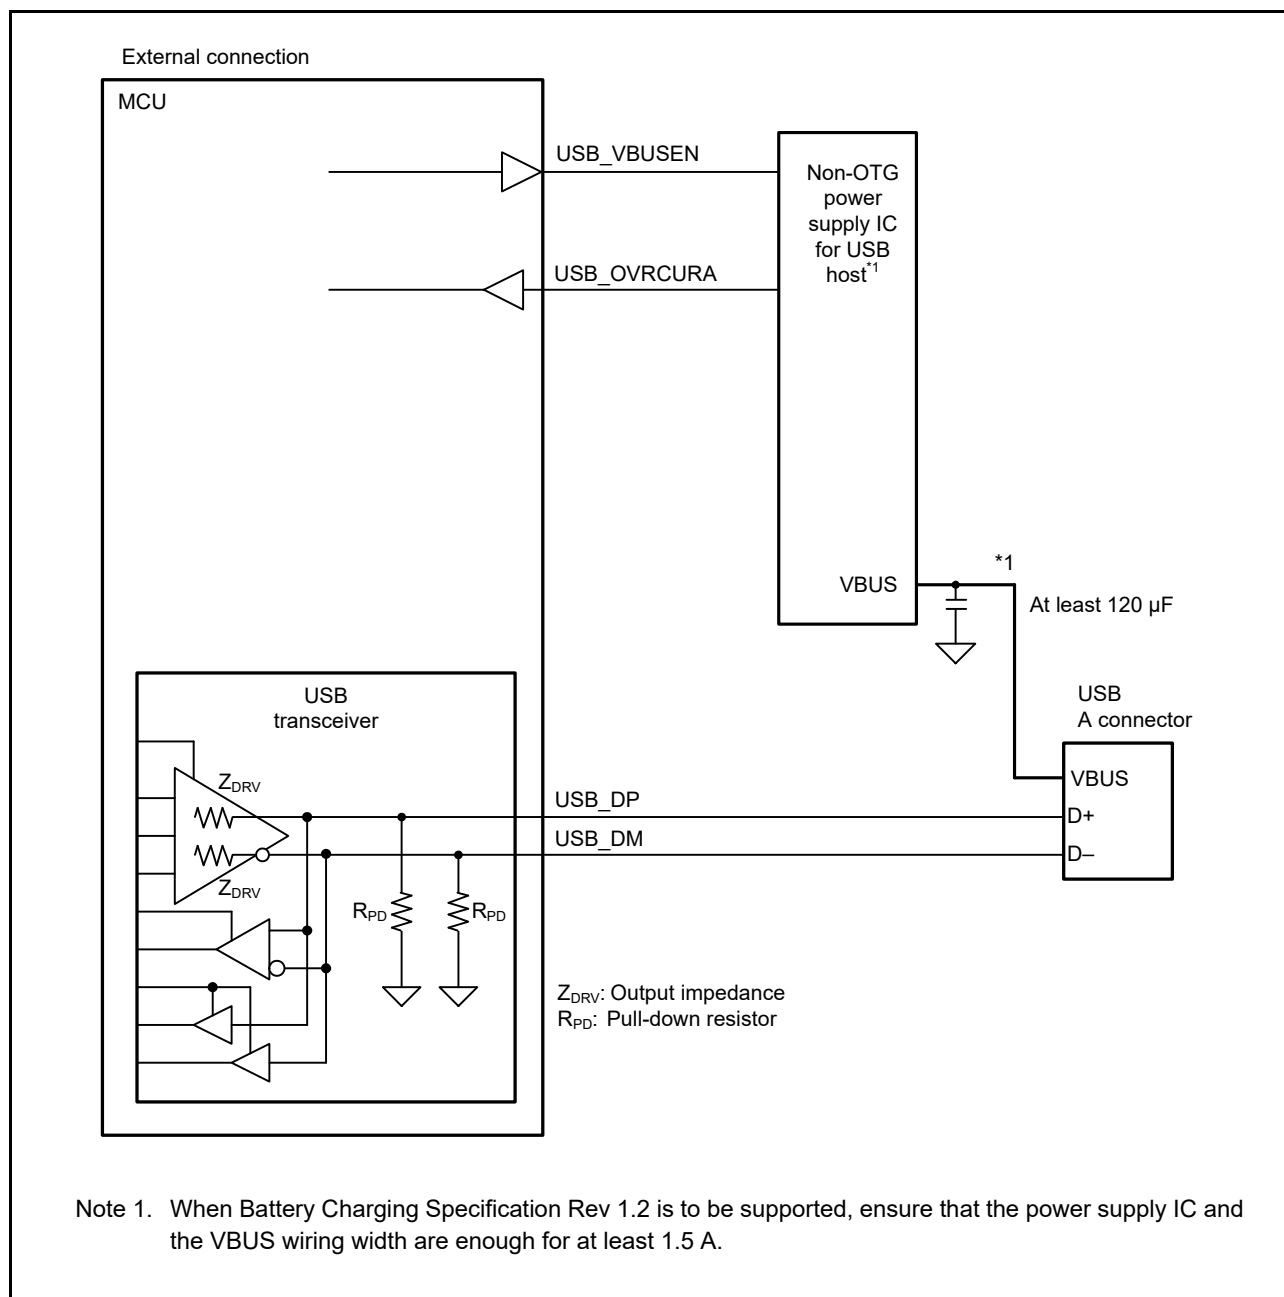 External connection
MCU
USB_VBUSEN
Non-OTG
power
supply IC
for USB
host*1
USB_OVRCURA
VBUS
*1
At least 120 µF
USB
A connector
VBUS
D+
D–
USB
transceiver
ZDRV
ZDRV
USB_DP
USB_DM
RPD
RPD
ZDRV: Output impedance
RPD: Pull-down resistor
Note 1. When Battery Charging Specification Rev 1.2 is to be supported, ensure that the power supply IC and
the VBUS wiring width are enough for at least 1.5 A.